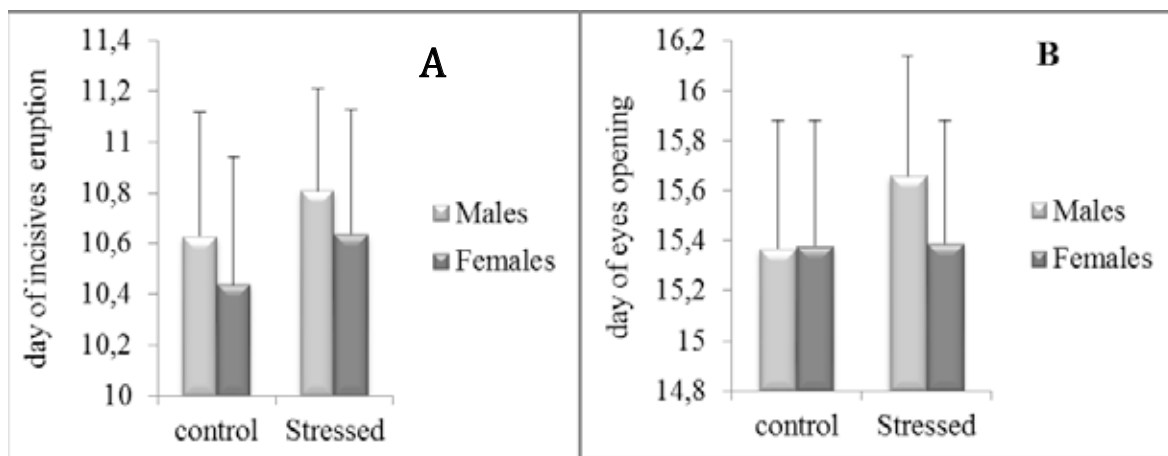 A
day of incisives eruption
11,4
11,2
11
10,8
10,6
10,4
10,2
10
control Stressed
Males
Females
B
day of eyes opening
16,2
16
15,8
15,6
15,4
15,2
15
14,8
control Stressed
Males
Females